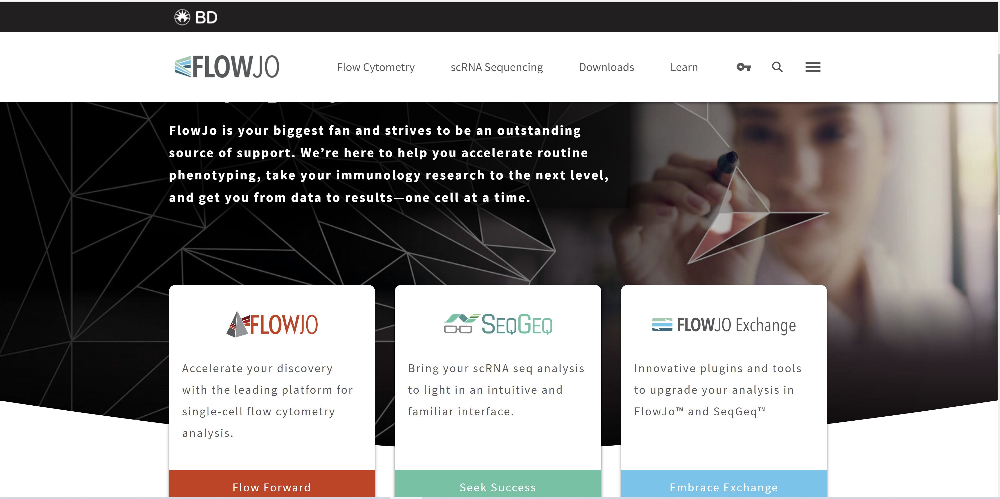 BD
FLOWJO
Flow Cytometry
scRNA Sequencing
Downloads
Learn
FlowJo is your biggest fan and strives to be an outstanding
source of support. We’re here to help you accelerate routine
phenotyping, take your immunology research to the next level,
and get you from data to results—one cell at a time.
FLOWJO
Accelerate your discovery
with the leading platform for
single-cell flow cytometry
analysis.
Flow Forward
SEQGEQ
Bring your scRNA seq analysis
to light in an intuitive and
familiar interface.
Seek Success
FLOWJO Exchange
Innovative plugins and tools
to upgrade your analysis in
FlowJo™ and SeqGeq™
Embrace Exchange